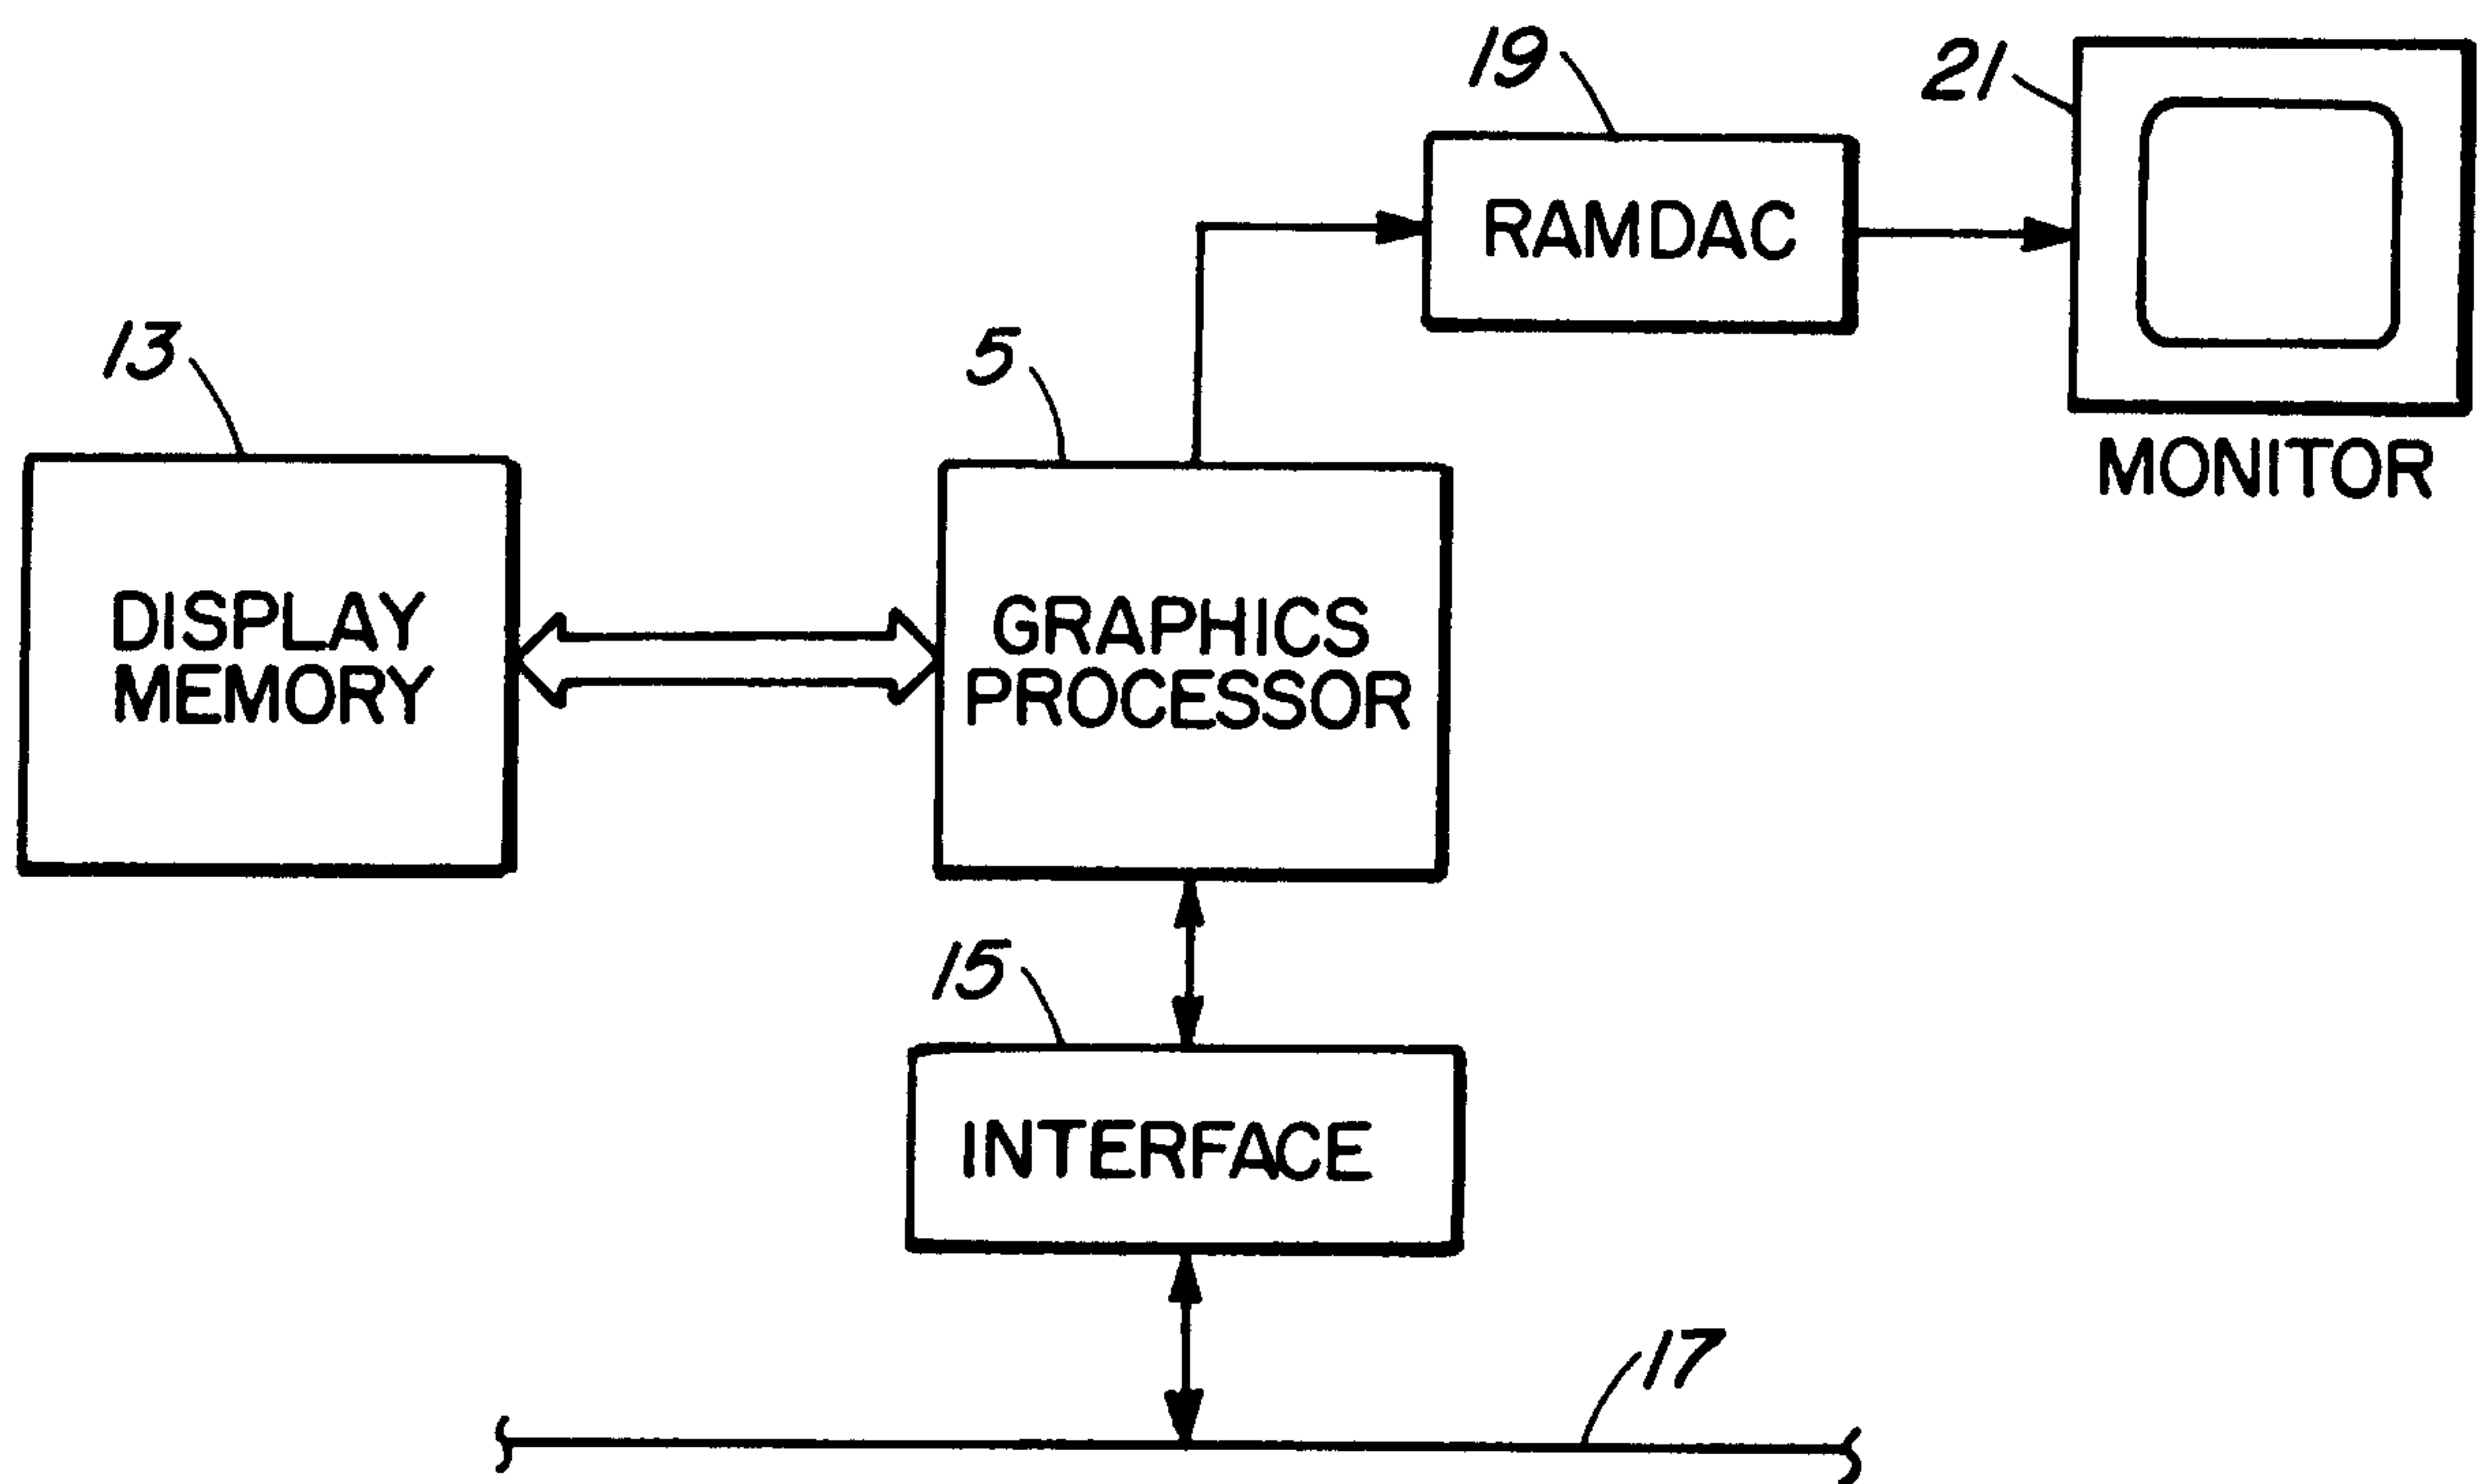 19
21
RAMDAC
13
5
MONITOR
DISPLAY
MEMORY
GRAPHICS
PROCESSOR
15
INTERFACE
17